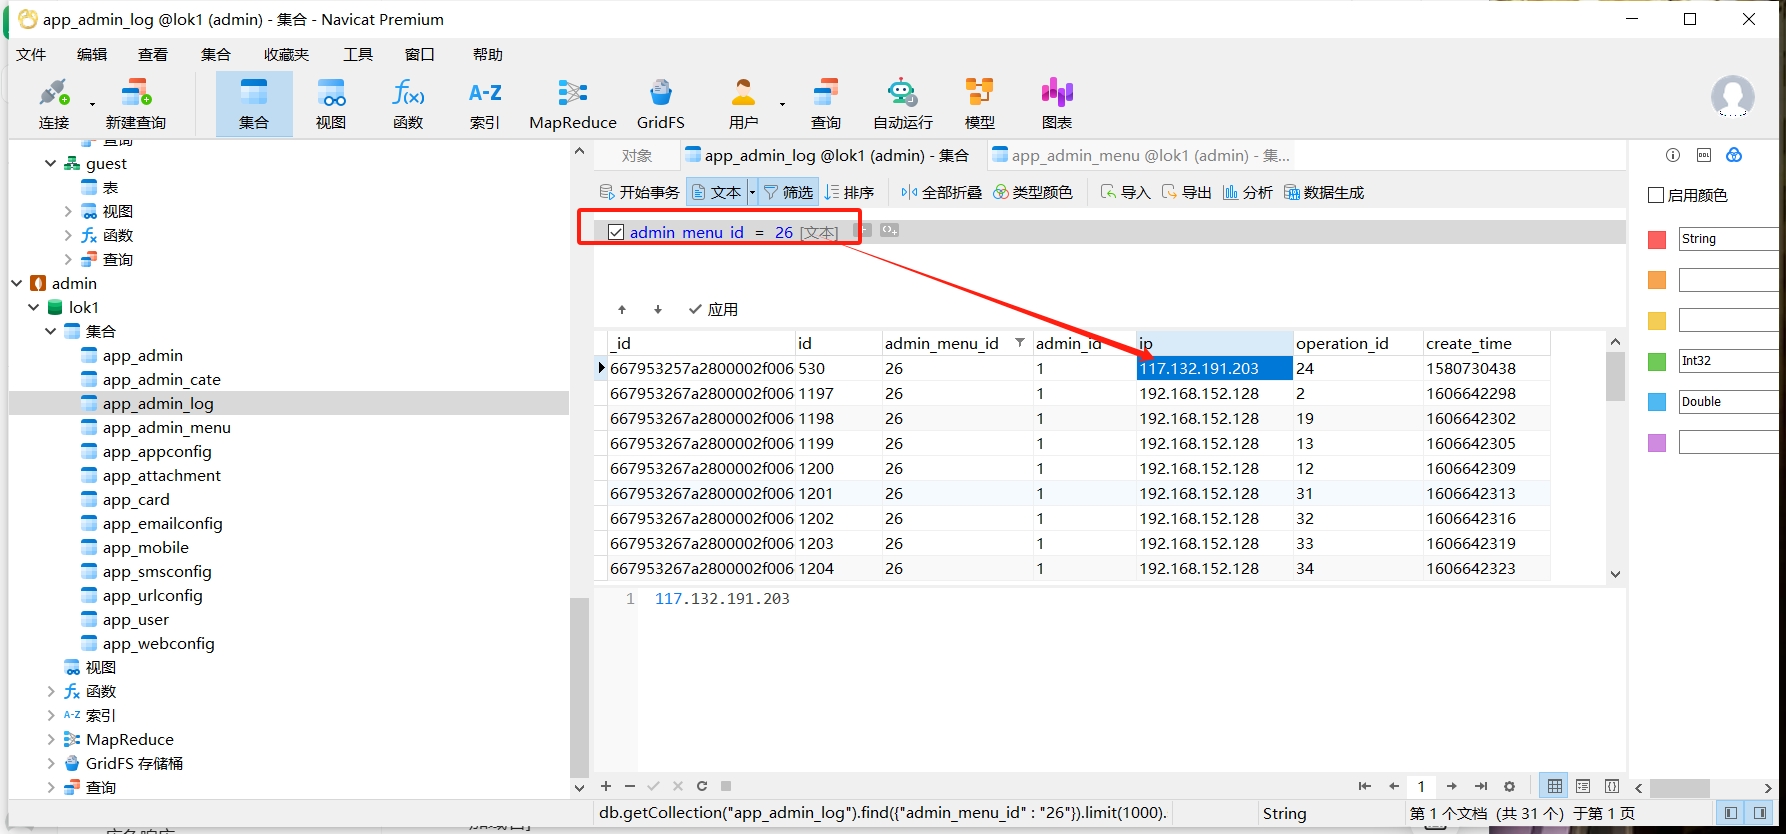 app_admin_log @lok1 (admin) - 集合 - Navicat Premium
文件 编辑 查看 集合 收藏夹 工具 窗口 帮助
连接 新建查询 集合 视图 函数 索引 MapReduce GridFS 用户 查询 自动运行 模型 图表
f(x) A-Z
查询
guest
表
视图
函数
查询
admin
lok1
集合
app_admin
app_admin_cate
app_admin_log
app_admin_menu
app_appconfig
app_attachment
app_card
app_emailconfig
app_mobile
app_smsconfig
app_urlconfig
app_user
app_webconfig
视图
函数
A-Z 索引
MapReduce
GridFS 存储桶
查询
对象 app_admin_log @lok1 (admin) - 集合 app_admin_menu @lok1 (admin) - 集...
开始事务 文本 筛选 排序 全部折叠 类型颜色 导入 导出 分析 数据生成
admin_menu_id = 26 [文本]
应用
_id id admin_menu_id admin_id ip operation_id create_time
667953257a2800002f006 530 26 1 117.132.191.203 24 1580730438
667953267a2800002f006 1197 26 1 192.168.152.128 2 1606642298
667953267a2800002f006 1198 26 1 192.168.152.128 19 1606642302
667953267a2800002f006 1199 26 1 192.168.152.128 13 1606642305
667953267a2800002f006 1200 26 1 192.168.152.128 12 1606642309
667953267a2800002f006 1201 26 1 192.168.152.128 31 1606642313
667953267a2800002f006 1202 26 1 192.168.152.128 32 1606642316
667953267a2800002f006 1203 26 1 192.168.152.128 33 1606642319
667953267a2800002f006 1204 26 1 192.168.152.128 34 1606642323
1 117.132.191.203
启用颜色
String
Int32
Double
1
db.getCollection("app_admin_log").find({"admin_menu_id" : "26"}).limit(1000). String 第 1 个文档（共 31 个）于第 1 页